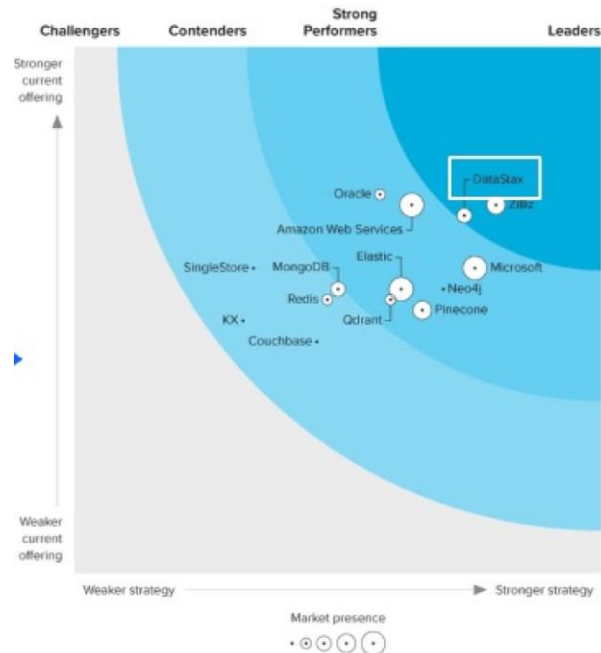 Challengers
Contenders
Strong
Performers
Leaders
Stronger
current
offering
DataStax
Oracle
Zilliz
Amazon Web Services
Elastic
SingleStore
MongoDB
Microsoft
Redis
Neo4j
Qdrant
Pinecone
KX
Couchbase
Weaker
current
offering
Weaker strategy
Stronger strategy
Market presence